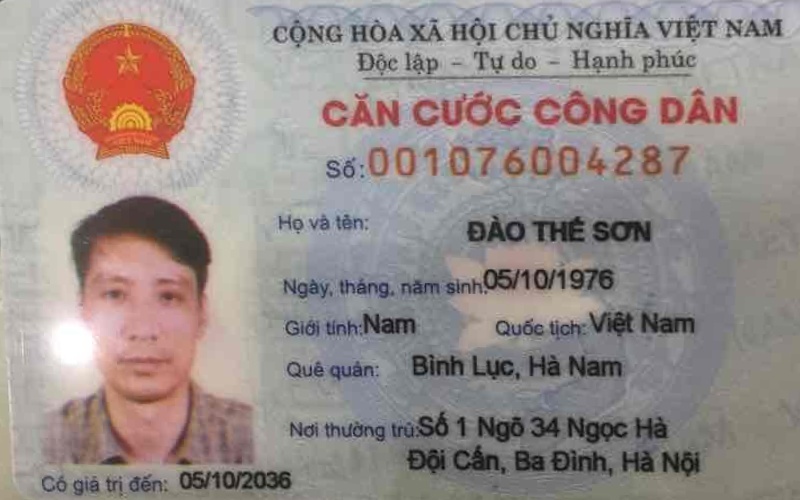 CỘNG HÒA XÃ HỘI CHỦ NGHĨA VIỆT NAM
Độc lập - Tự do - Hạnh phúc
CĂN CƯỚC CÔNG DÂN
Số: 001076004287
Họ và tên: ĐÀO THẾ SƠN
Ngày, tháng, năm sinh: 05/10/1976
Giới tính: Nam Quốc tịch: Việt Nam
Quê quán: Bình Lục, Hà Nam
Nơi thường trú: Số 1 Ngõ 34 Ngọc Hà
Đội Cấn, Ba Đình, Hà Nội
Có giá trị đến: 05/10/2036